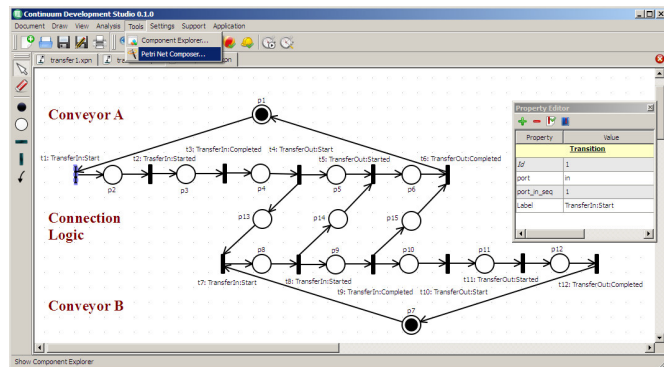 Continuum Development Studio 0.1.0
Document Draw View Analysis Tools Settings Support Application
Component Explorer...
Petri Net Composer...
transfer1.xpn
p1
Conveyor A
t3: TransferIn:Completed t4: TransferOut:Start
t1: TransferIn:Start t2: TrasferIn:Started t5: TransferOut:Started t6: TransferOut:Completed
p2 p3 p4 p5 p6
Property Editor
Property Value
Transition
Id 1
port in
port_in_seq 1
Label TransferIn:Start
Connection
Logic
p13 p14 p15
p8 p9 p10 p11 p12
t7: TransferIn:Start t8: TransferIn:Started t11: TransferOut:Started
t9: TransferIn:Completed t10: TransferOut:Start t12: TransferOut:Completed
Conveyor B
p7
Show Component Explorer